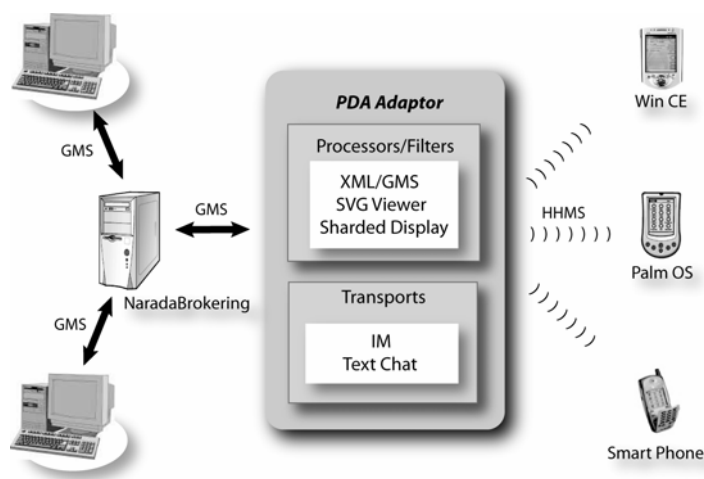 PDA Adaptor
Win CE
Processors/Filters
GMS
XML/GMS
SVG Viewer
Sharded Display
GMS
HHMS
Palm OS
NaradaBrokering
Transports
GMS
IM
Text Chat
Smart Phone